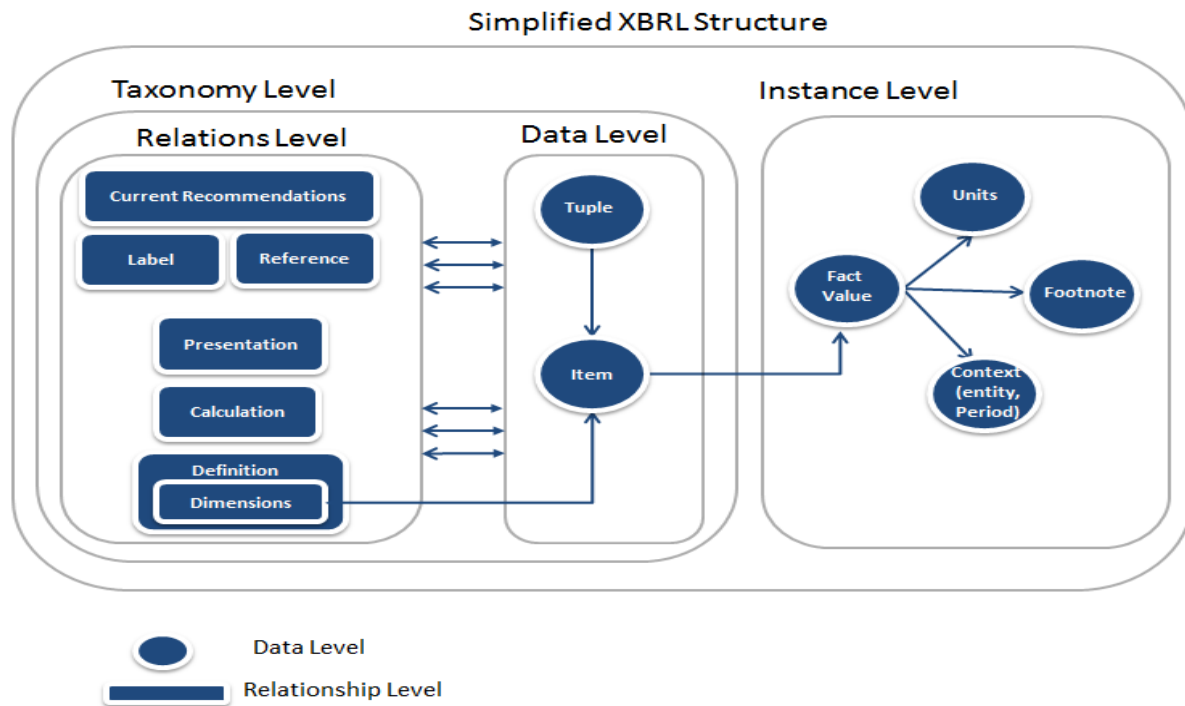 Simplified XBRL Structure
Taxonomy Level
Instance Level
Relations Level
Data Level
Current Recommendations
Label
Reference
Presentation
Calculation
Definition
Dimensions
Tuple
Item
Fact
Value
Units
Footnote
Context
(entity,
Period)
Data Level
Relationship Level